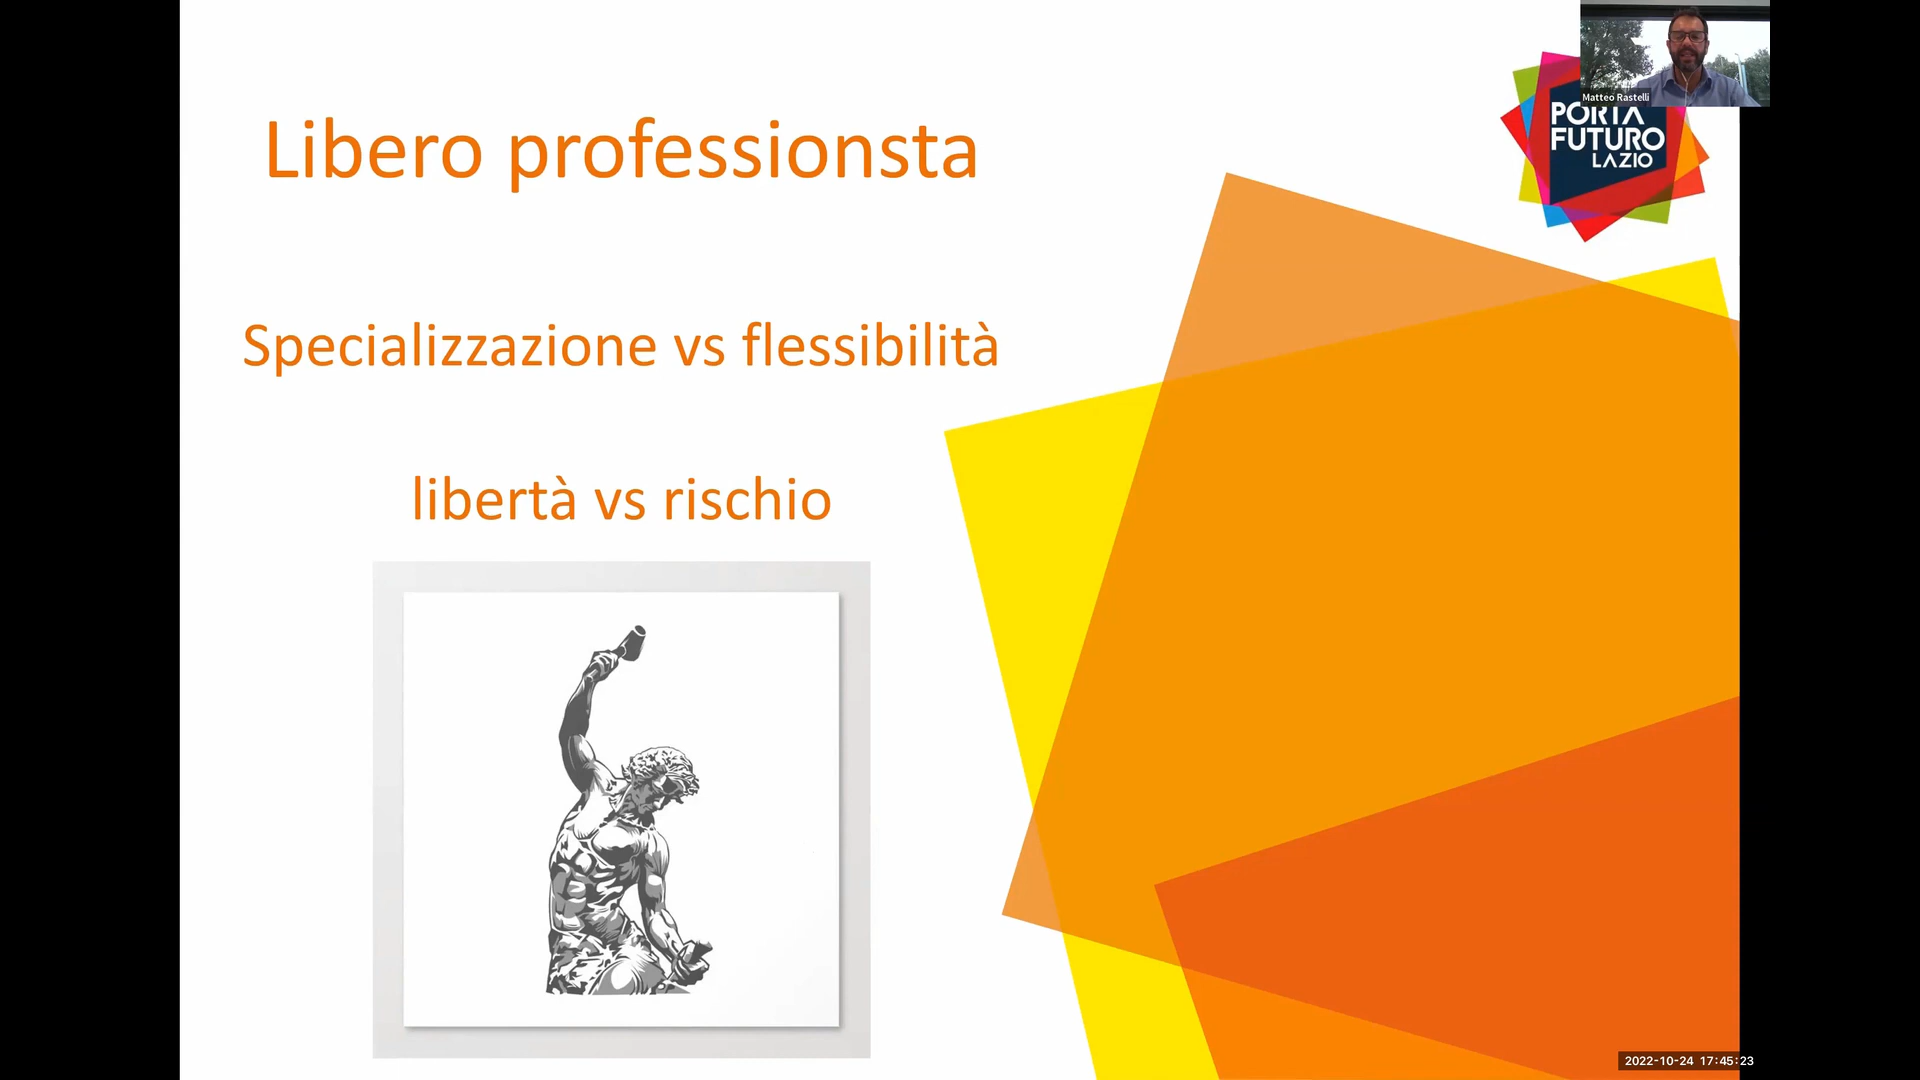 Libero professionsta
Specializzazione vs flessibilità
libertà vs rischio
Matteo Rastelli
PORTA
FUTURO
LAZIO
2022-10-24 17:45:23